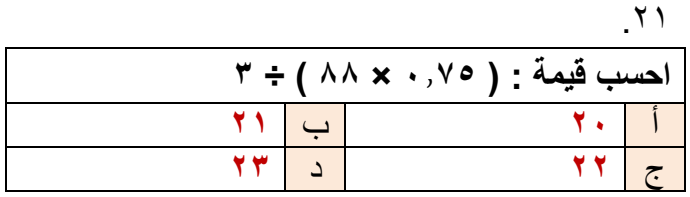 ٢١.
احسب قيمة : ( ٠,٧٥ × ٨٨ ) ÷ ٣
أ ٢٠ ب ٢١
ج ٢٢ د ٢٣